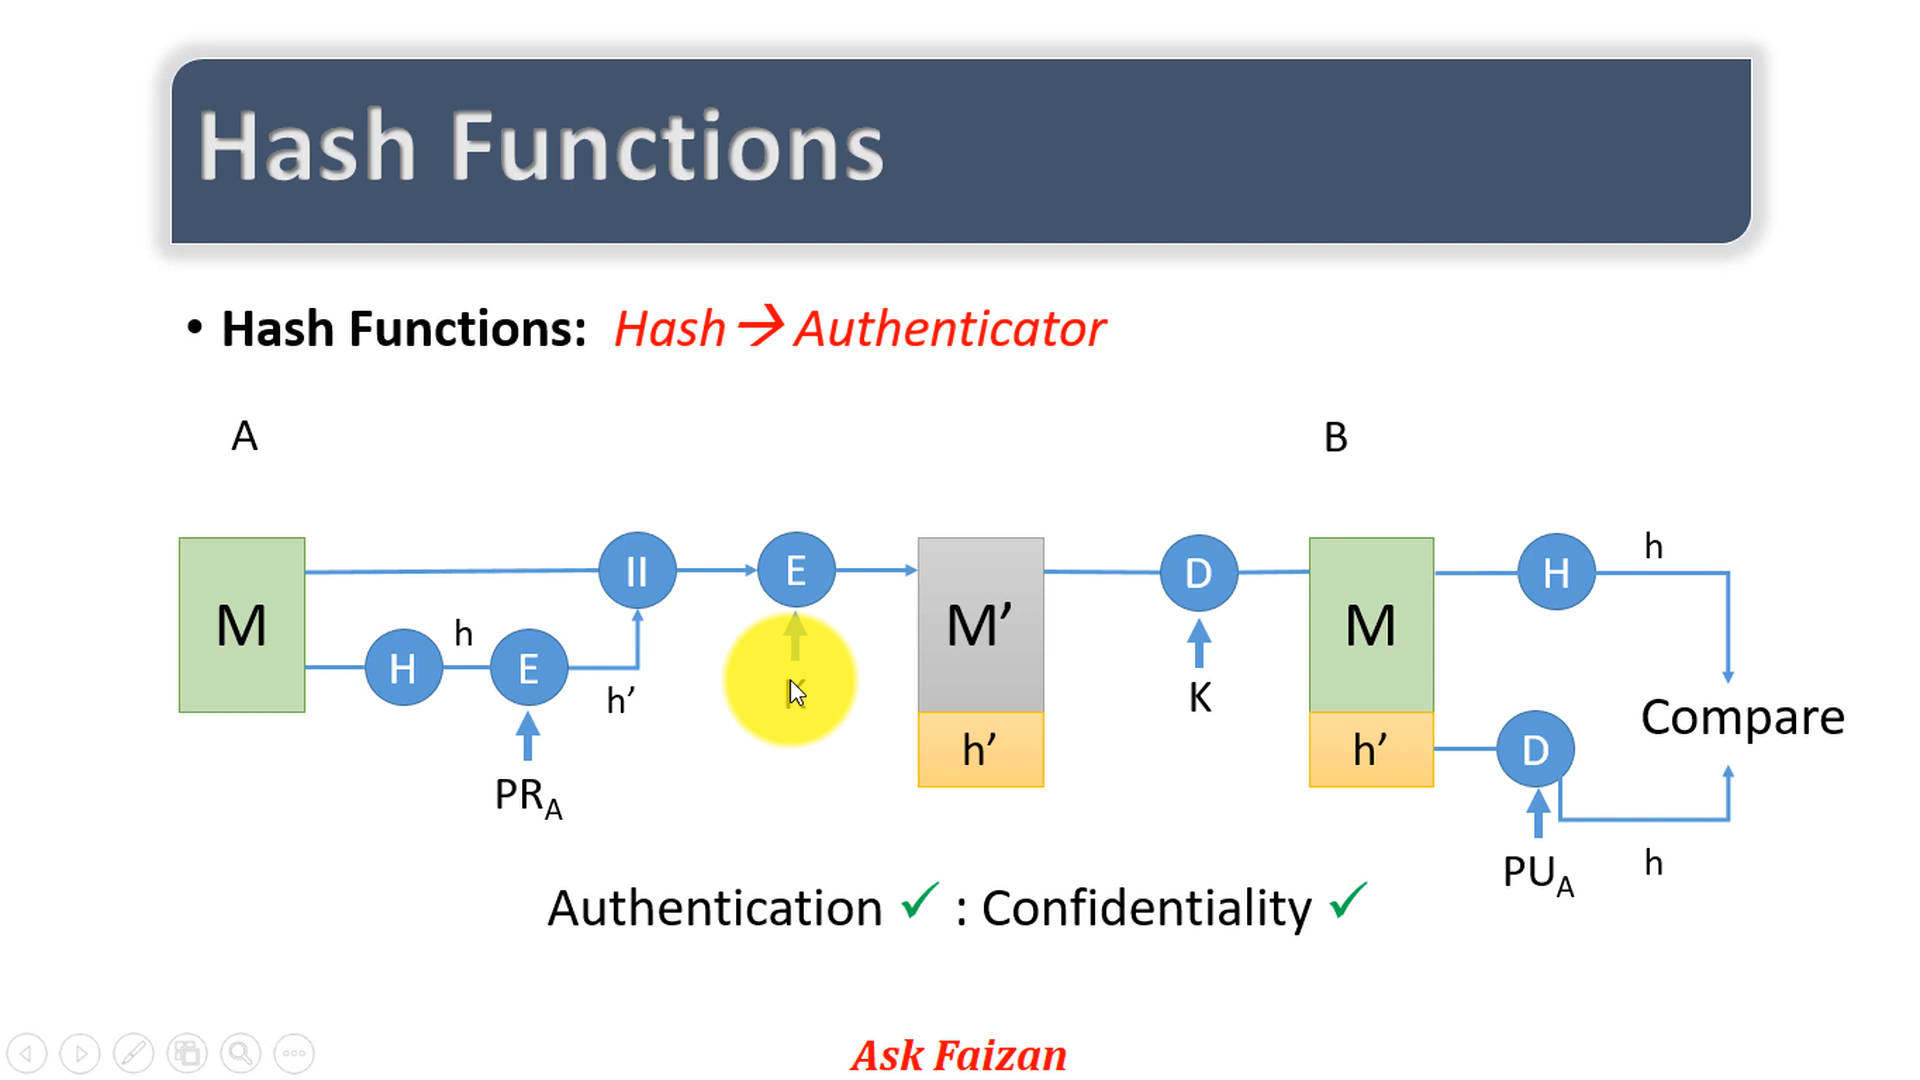 Hash Functions
• Hash Functions: Hash → Authenticator
A
B
M
II
E
M’
D
M
H
h
H
h
E
h’
K
K
Compare
h’
h’
D
PRA
PUA
h
Authentication ✓ : Confidentiality ✓
Ask Faizan